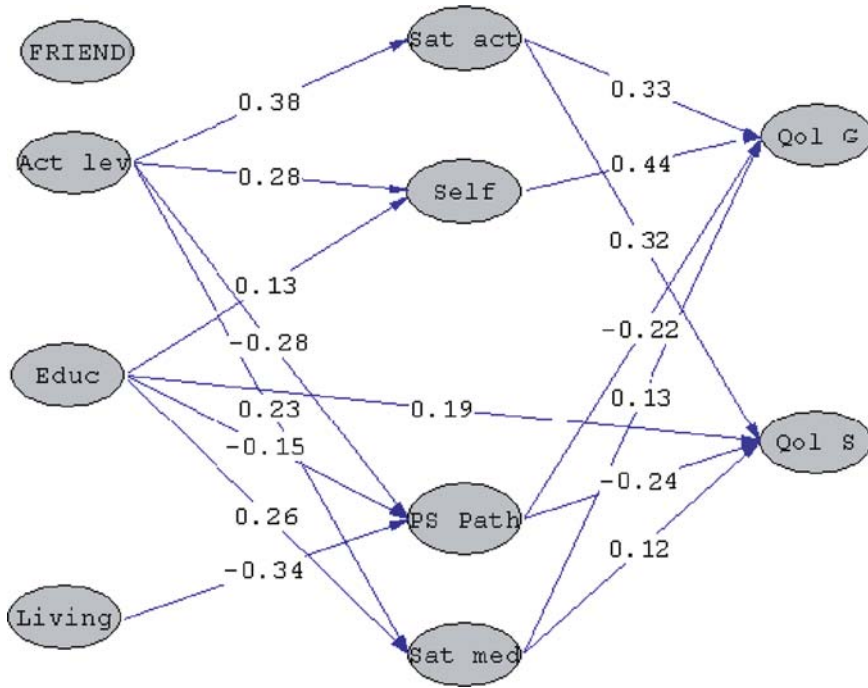 FRIEND
Sat act
0.38
0.33
Qol G
Act lev
0.28
Self
0.44
0.32
0.13
-0.28
-0.22
Educ
0.23
0.13
0.19
-0.15
Qol S
-0.24
0.26
PS Path
0.12
-0.34
Living
Sat med